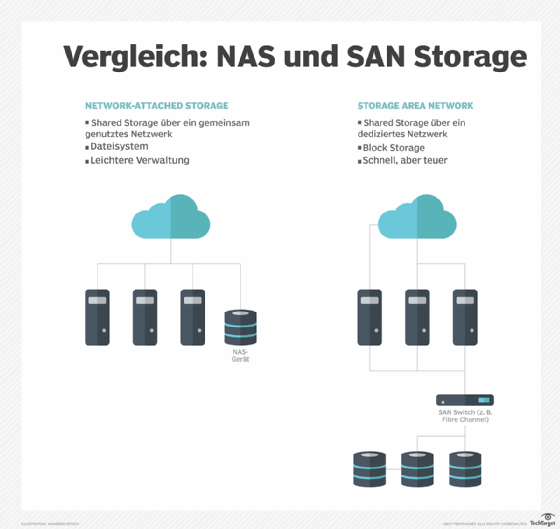 Vergleich: NAS und SAN Storage
NETWORK-ATTACHED STORAGE
▪ Shared Storage über ein gemeinsam
genutztes Netzwerk
▪ Dateisystem
▪ Leichtere Verwaltung
STORAGE AREA NETWORK
▪ Shared Storage über ein
dediziertes Netzwerk
▪ Block Storage
▪ Schnell, aber teuer
NAS-
Gerät
SAN Switch (z. B.
Fibre Channel)
TechTarget